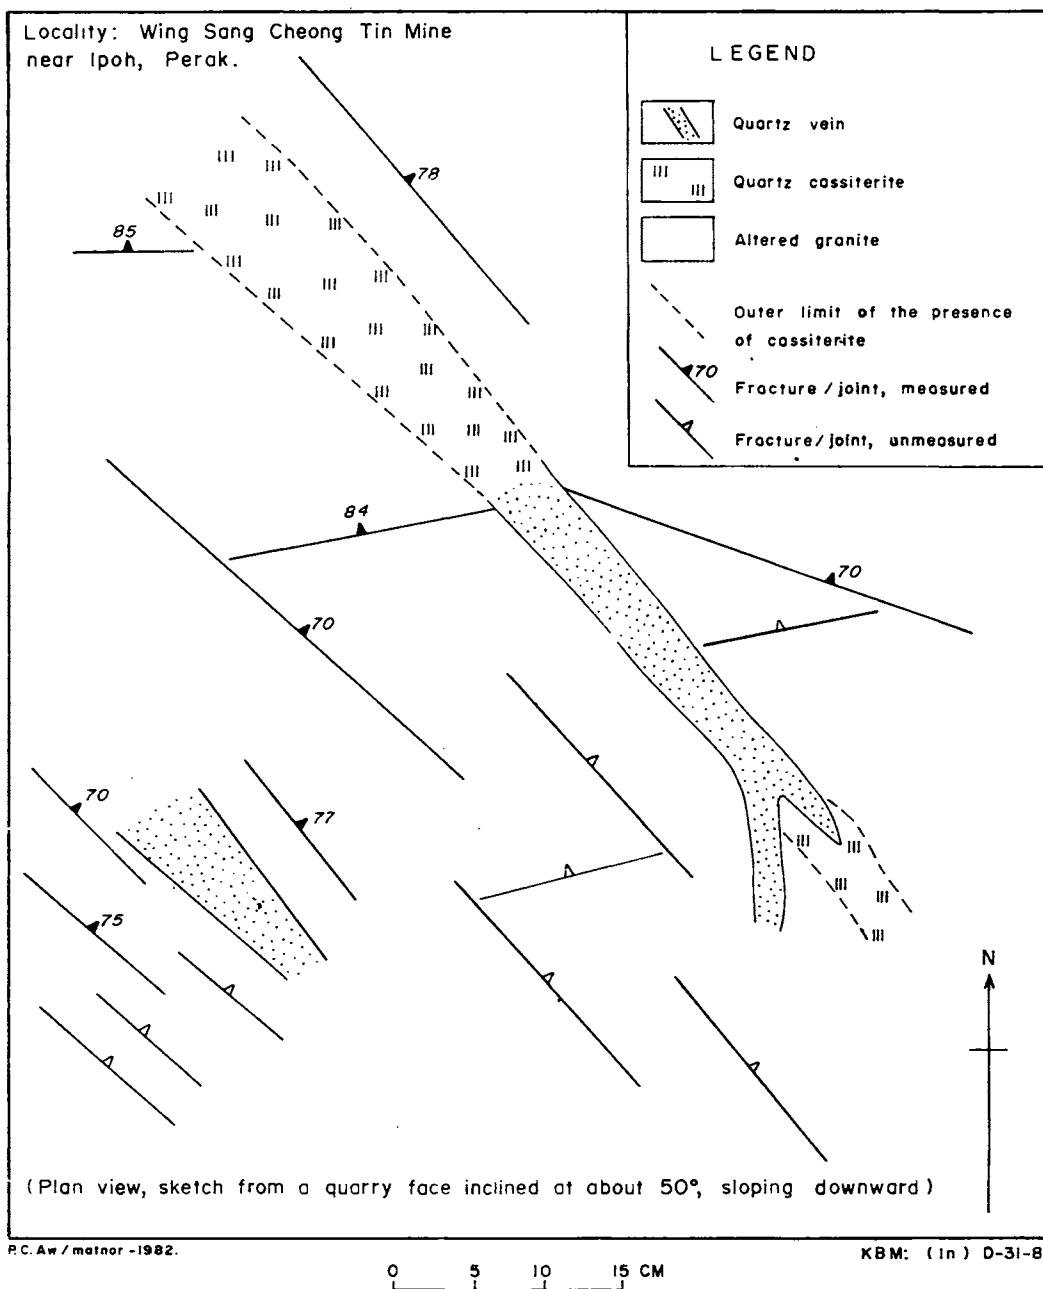 Locality: Wing Sang Cheong Tin Mine
near Ipoh, Perak.
LEGEND
Quartz vein
Quartz cassiterite
Altered granite
Outer limit of the presence
of cassiterite
70
Fracture / joint, measured
Fracture/joint, unmeasured
78
85
84
70
70
70
77
75
N
(Plan view, sketch from a quarry face inclined at about 50°, sloping downward)
P.C. Aw / matnor - 1982.
KBM: (In) D-31-8
0 5 10 15 CM